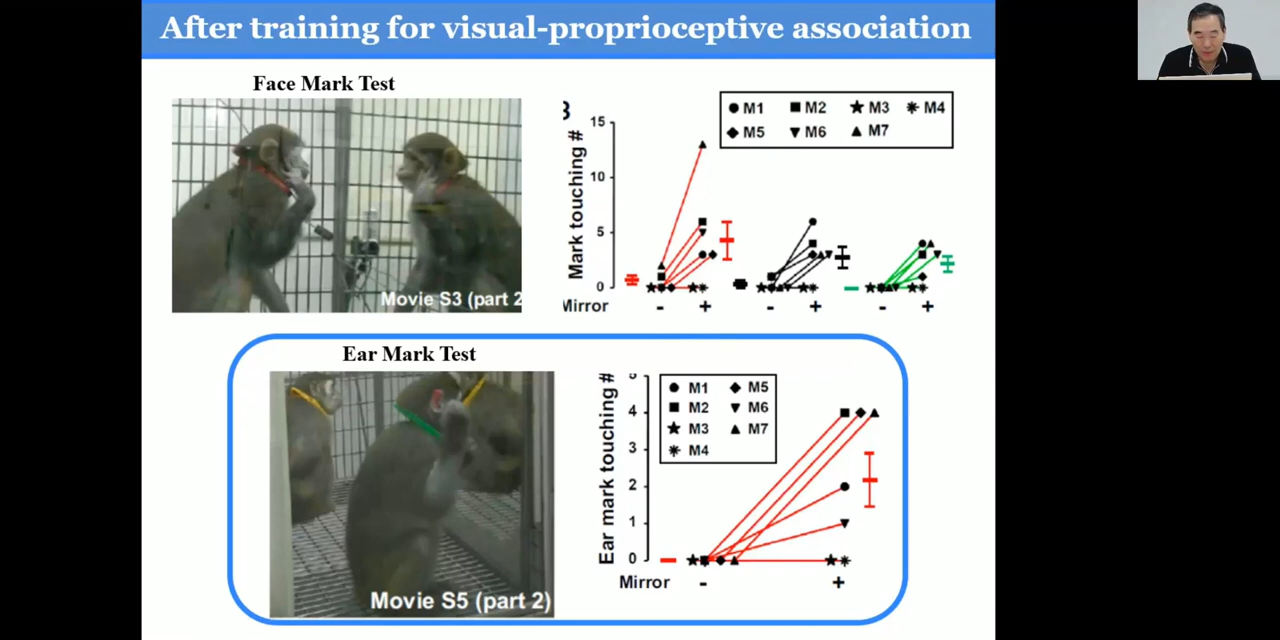 After training for visual-proprioceptive association
Face Mark Test
Movie S3 (part 2
M1 M2 M3 M4
M5 M6 M7
Mark touching #
15
10
5
0
Mirror - + - + - +
Ear Mark Test
Movie S5 (part 2)
M1 M5
M2 M6
M3 M7
M4
Ear mark touching #
4
3
2
1
0
Mirror - +